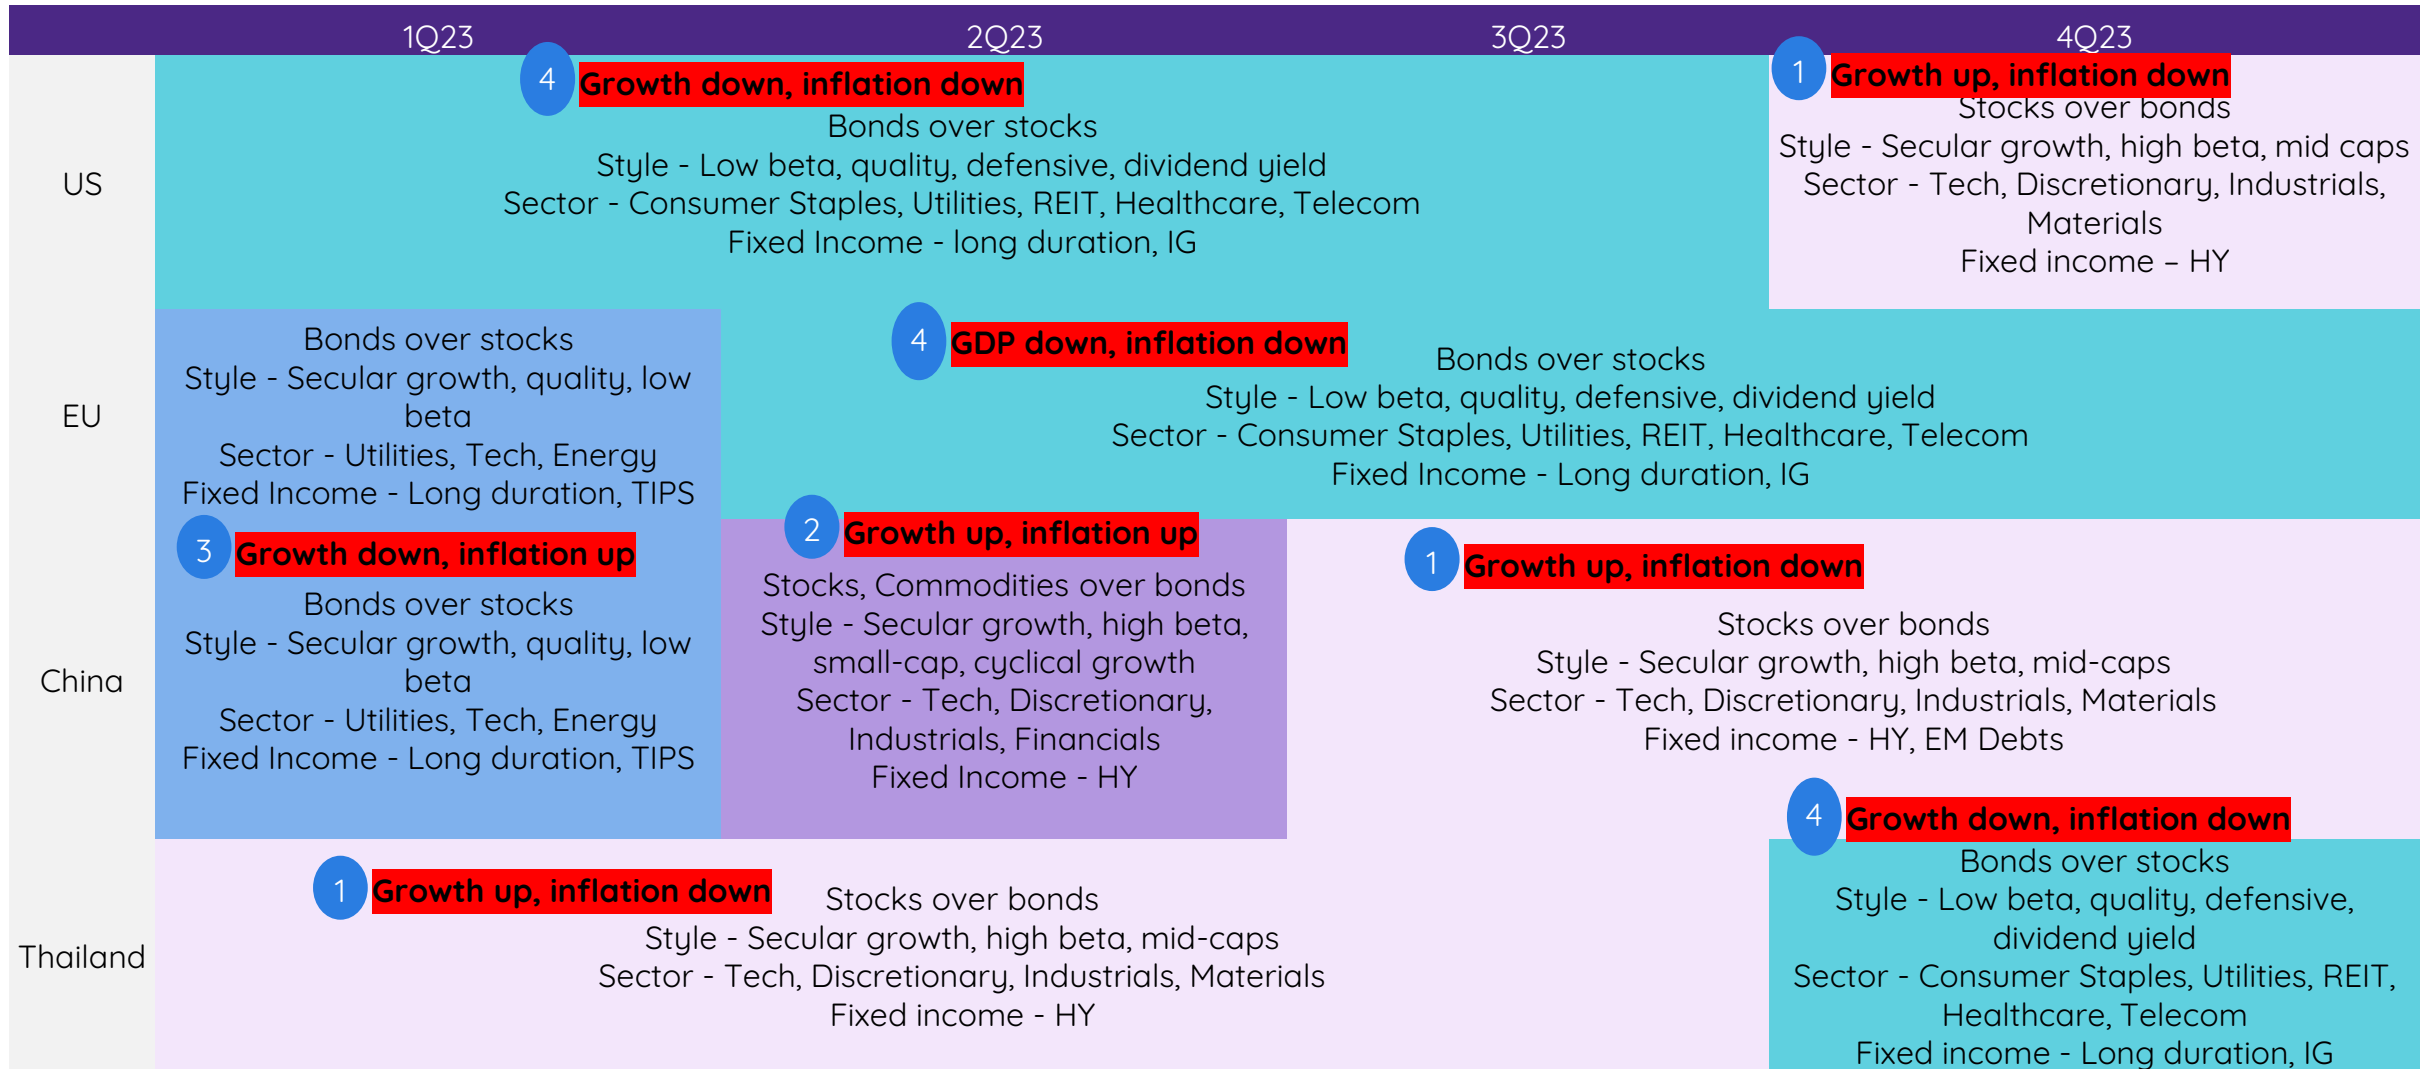 1Q23
2Q23
3Q23
4Q23
US
4
Growth down, inflation down
Bonds over stocks
Style - Low beta, quality, defensive, dividend yield
Sector - Consumer Staples, Utilities, REIT, Healthcare, Telecom
Fixed Income - long duration, IG
1
Growth up, inflation down
Stocks over bonds
Style - Secular growth, high beta, mid caps
Sector - Tech, Discretionary, Industrials,
Materials
Fixed income – HY
EU
Bonds over stocks
Style - Secular growth, quality, low
beta
Sector - Utilities, Tech, Energy
Fixed Income - Long duration, TIPS
4
GDP down, inflation down
Bonds over stocks
Style - Low beta, quality, defensive, dividend yield
Sector - Consumer Staples, Utilities, REIT, Healthcare, Telecom
Fixed Income - Long duration, IG
China
3
Growth down, inflation up
Bonds over stocks
Style - Secular growth, quality, low
beta
Sector - Utilities, Tech, Energy
Fixed Income - Long duration, TIPS
2
Growth up, inflation up
Stocks, Commodities over bonds
Style - Secular growth, high beta,
small-cap, cyclical growth
Sector - Tech, Discretionary,
Industrials, Financials
Fixed Income - HY
1
Growth up, inflation down
Stocks over bonds
Style - Secular growth, high beta, mid-caps
Sector - Tech, Discretionary, Industrials, Materials
Fixed income - HY, EM Debts
Thailand
1
Growth up, inflation down
Stocks over bonds
Style - Secular growth, high beta, mid-caps
Sector - Tech, Discretionary, Industrials, Materials
Fixed income - HY
4
Growth down, inflation down
Bonds over stocks
Style - Low beta, quality, defensive,
dividend yield
Sector - Consumer Staples, Utilities, REIT,
Healthcare, Telecom
Fixed income - Long duration, IG